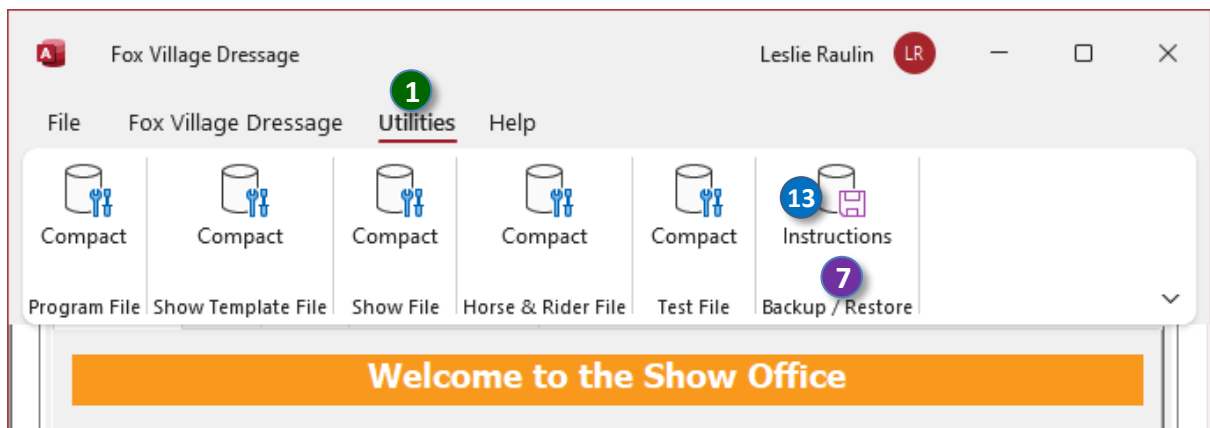 A Fox Village Dressage Leslie Raulin LR
1
File Fox Village Dressage Utilities Help
13
Compact Compact Compact Compact Compact Instructions
7
Program File Show Template File Show File Horse & Rider File Test File Backup / Restore
Welcome to the Show Office